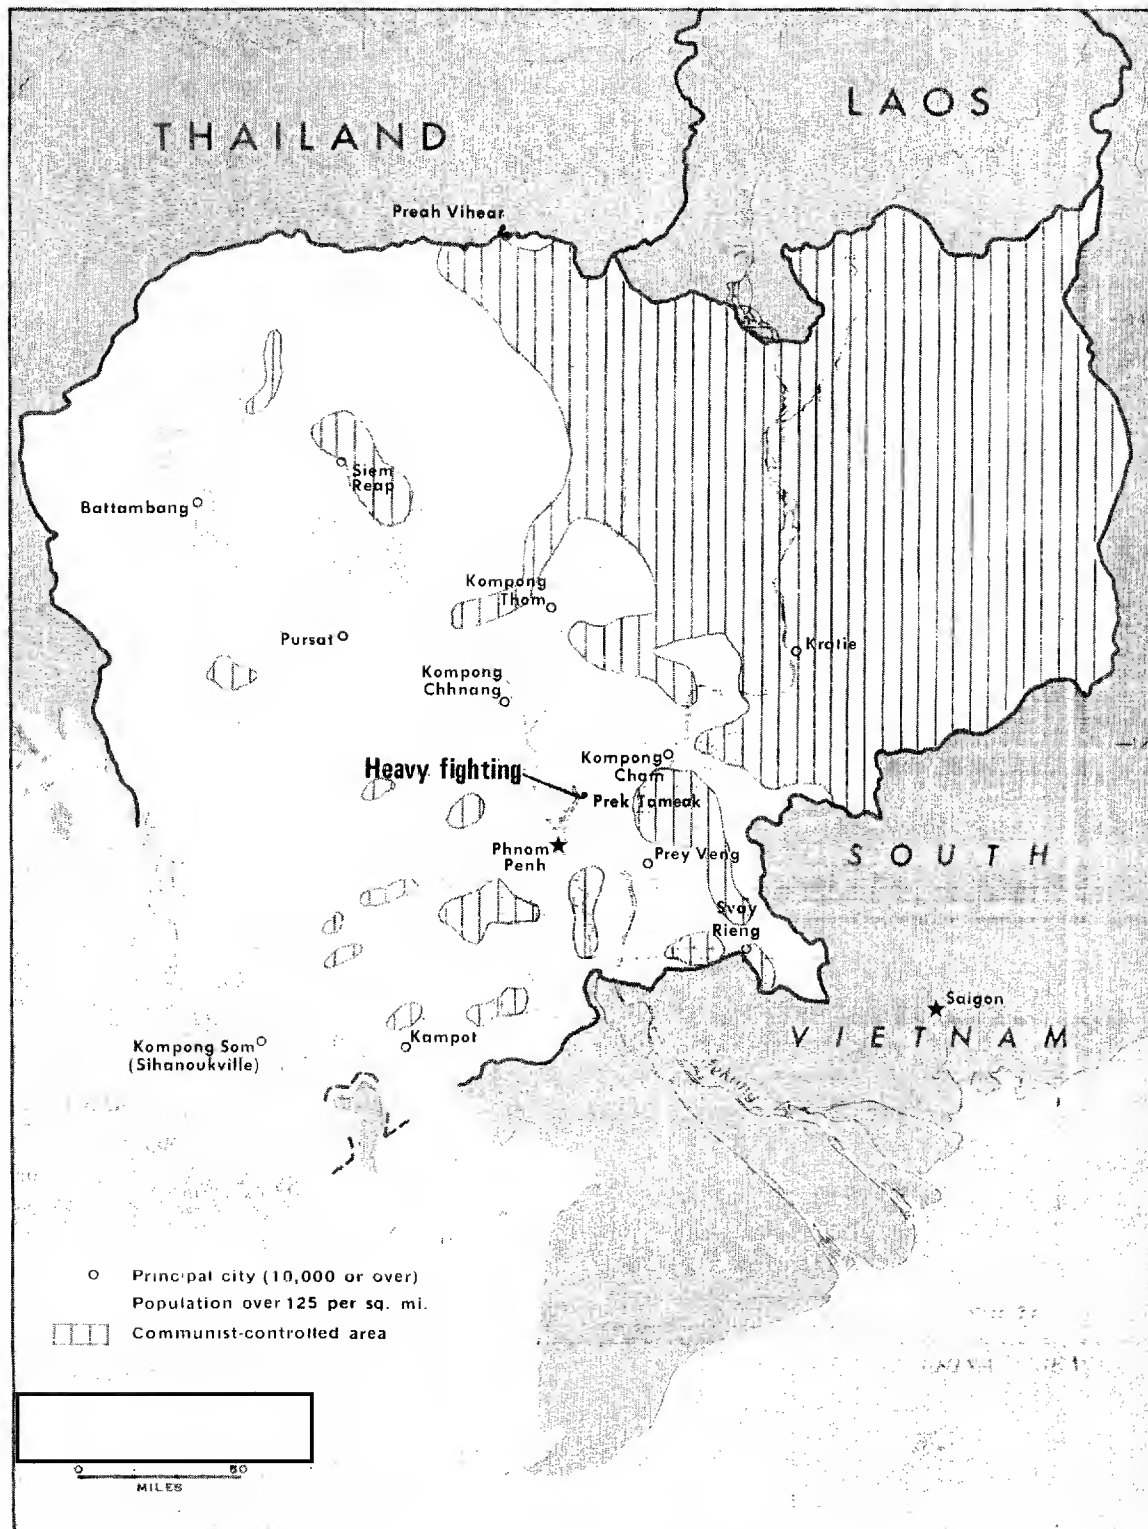 LAOS
THAILAND
Preah Vihear
Siem
Reap
Battambang
Kompong
Thom
Pursat
Kratie
Kompong
Chhnang
Kompong
Cham
Heavy fighting
Prek Tameak
Phnom
Penh
Prey Veng
SOUTH
Svay
Rieng
Saigon
VIETNAM
Kompong Som
(Sihanoukville)
Kampot
Principal city (10,000 or over)
Population over 125 per sq. mi.
Communist-controlled area
0 50
MILES